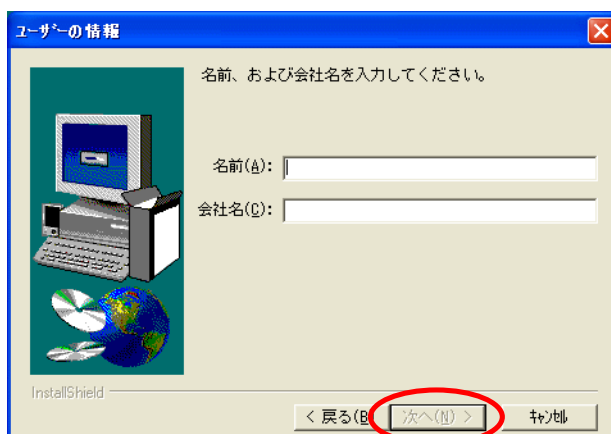 ﾕｰｻﾞｰの情報
名前、および会社名を入力してください。
名前(A):
会社名(C):
InstallShield
< 戻る(B
次へ(N) >
ｷｬﾝｾﾙ